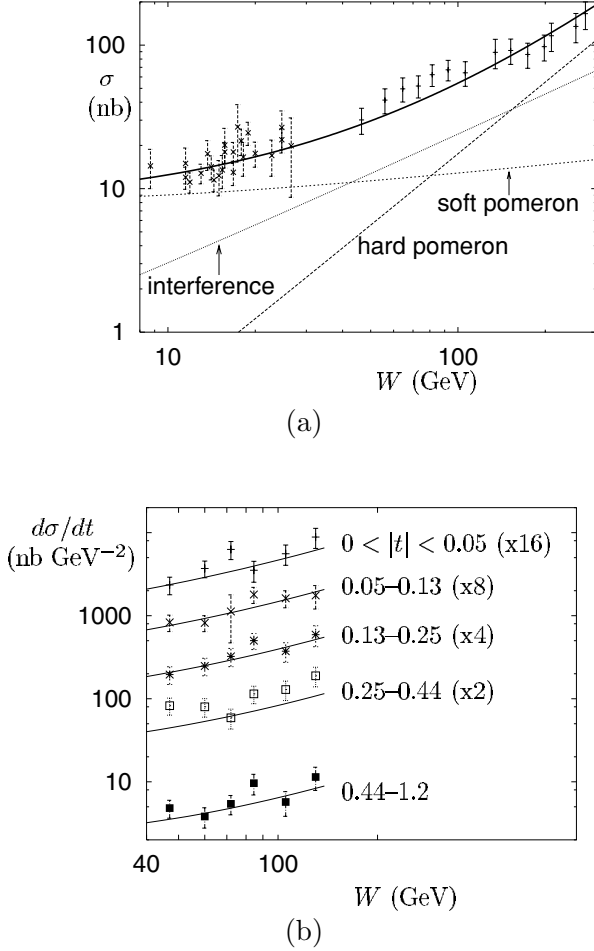 100
σ
(nb)
10
soft pomeron
hard pomeron
interference
1
10
100
W (GeV)
(a)
dσ/dt
(nb GeV−2)
0 < |t| < 0.05 (x16)
1000
0.05–0.13 (x8)
0.13–0.25 (x4)
100
0.25–0.44 (x2)
10
0.44–1.2
40
100
W (GeV)
(b)